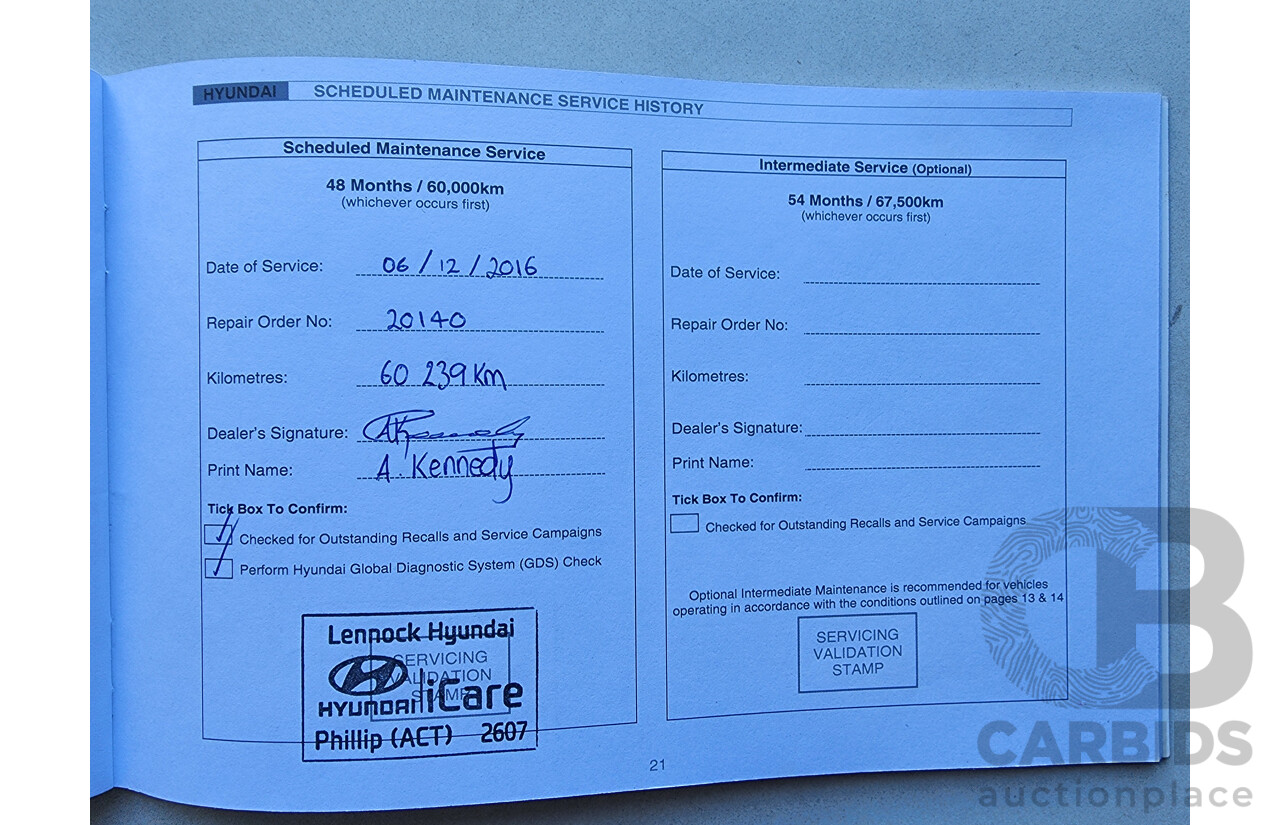 HYUNDAI SCHEDULED MAINTENANCE SERVICE HISTORY
Scheduled Maintenance Service
48 Months / 60,000km
(whichever occurs first)
Date of Service: 06/12/2016
Repair Order No: 20140
Kilometres: 60 239 Km
Dealer's Signature:
Print Name: A. Kennedy
Tick Box To Confirm:
Checked for Outstanding Recalls and Service Campaigns
Perform Hyundai Global Diagnostic System (GDS) Check
Lennock Hyundai
SERVICING
VALIDATION
STAMP
HYUNDAI iCare
Phillip (ACT) 2607
Intermediate Service (Optional)
54 Months / 67,500km
(whichever occurs first)
Date of Service:
Repair Order No:
Kilometres:
Dealer's Signature:
Print Name:
Tick Box To Confirm:
Checked for Outstanding Recalls and Service Campaigns
Optional Intermediate Maintenance is recommended for vehicles
operating in accordance with the conditions outlined on pages 13 & 14
SERVICING
VALIDATION
STAMP
21
CB
CARBIDS
auctionplace